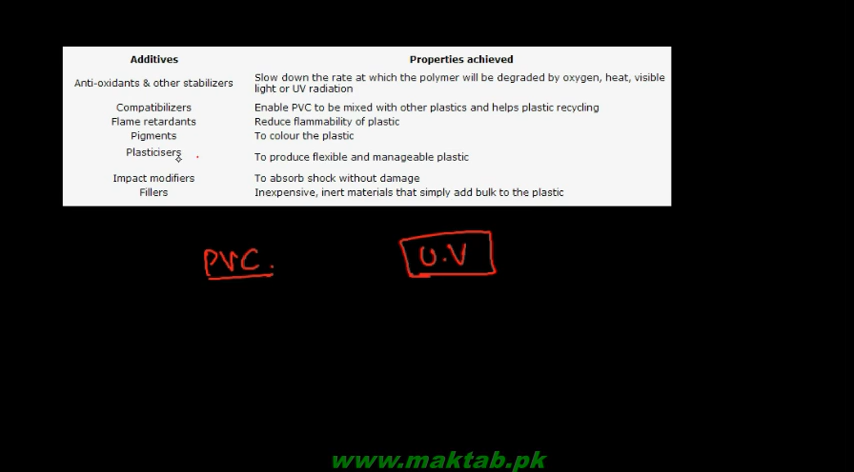 Additives Properties achieved
Anti-oxidants & other stabilizers Slow down the rate at which the polymer will be degraded by oxygen, heat, visible
light or UV radiation
Compatibilizers Enable PVC to be mixed with other plastics and helps plastic recycling
Flame retardants Reduce flammability of plastic
Pigments To colour the plastic
Plasticisers To produce flexible and manageable plastic
Impact modifiers To absorb shock without damage
Fillers Inexpensive, inert materials that simply add bulk to the plastic
PVC. U.V
www.maktab.pk